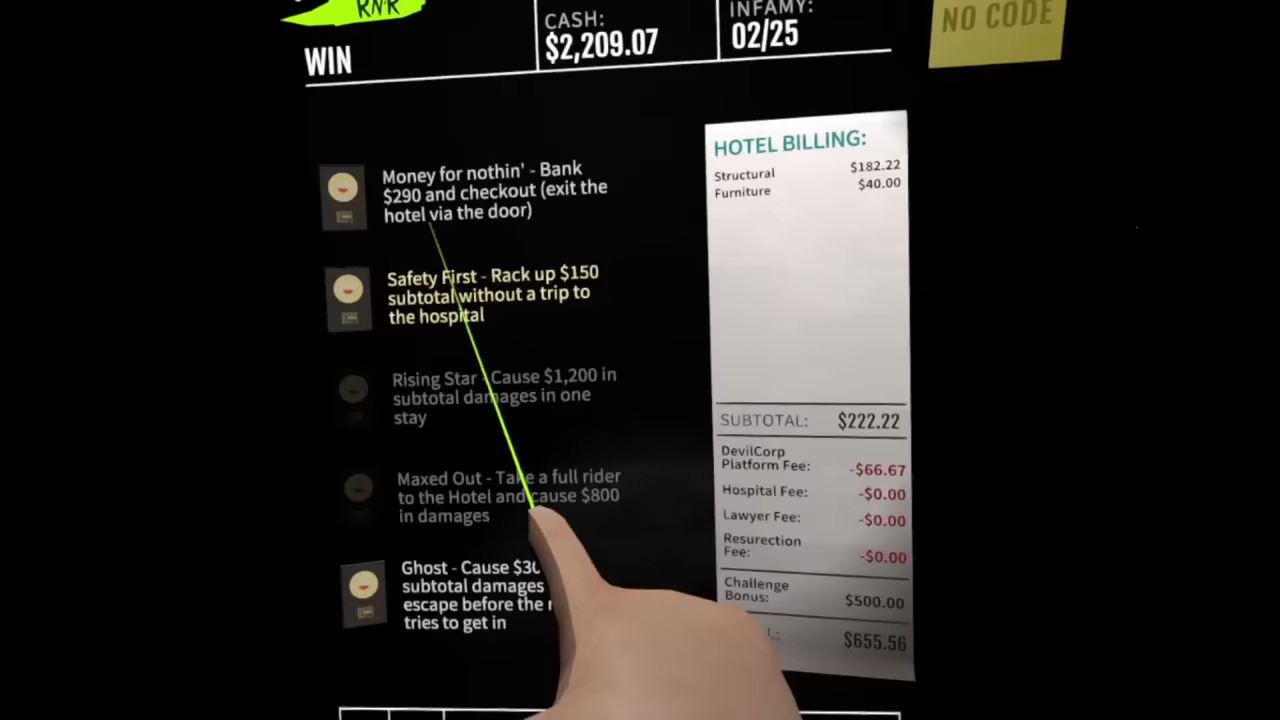 RNR
WIN
CASH:
$2,209.07
INFAMY:
02/25
NO CODE
Money for nothin' - Bank
$290 and checkout (exit the
hotel via the door)
Safety First - Rack up $150
subtotal without a trip to
the hospital
Rising Star - Cause $1,200 in
subtotal damages in one
stay
Maxed Out - Take a full rider
to the Hotel and cause $800
in damages
Ghost - Cause
subtotal damages
escape before the
tries to get in
HOTEL BILLING:
Structural $182.22
Furniture $40.00
SUBTOTAL: $222.22
DevilCorp
Platform Fee: -$66.67
Hospital Fee: -$0.00
Lawyer Fee: -$0.00
Resurection
Fee: -$0.00
Challenge
Bonus: $500.00
$655.56